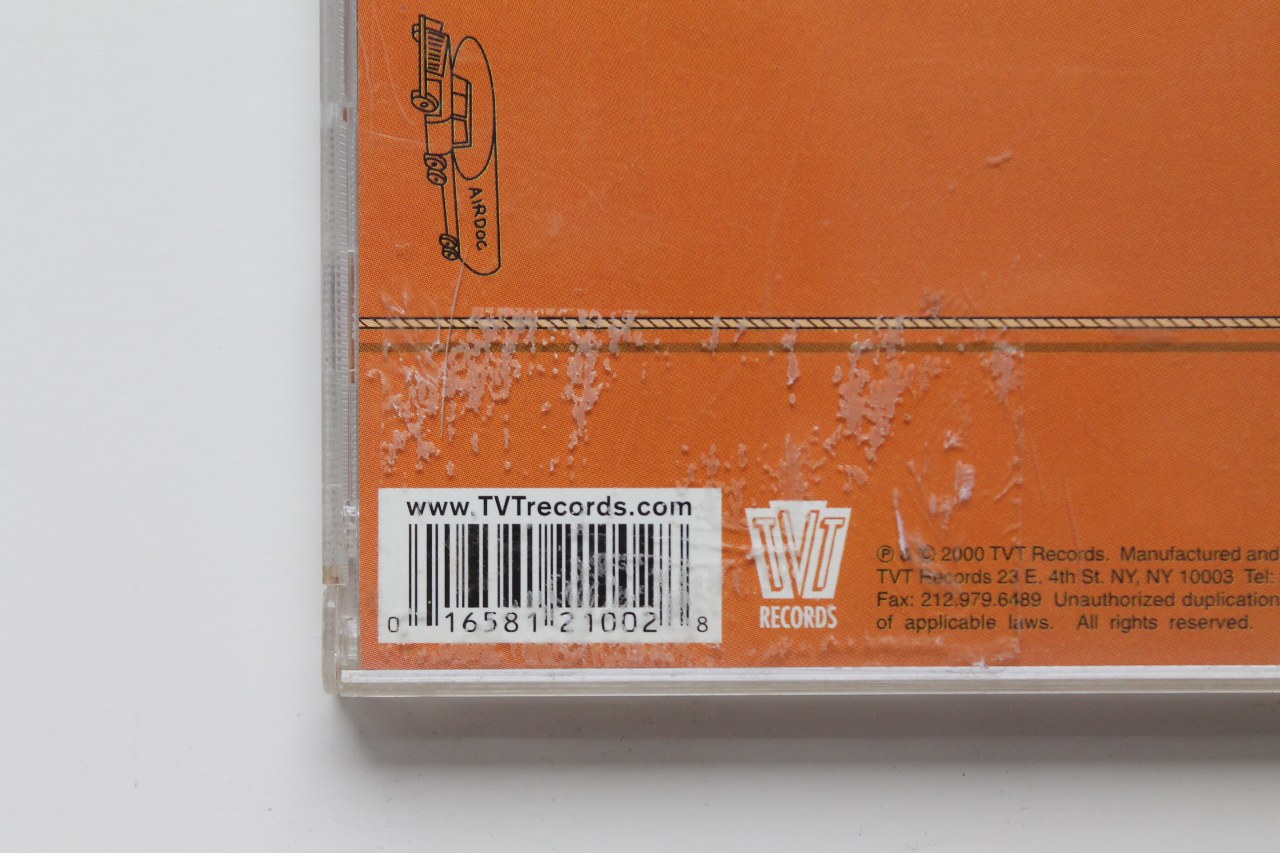 AIRDOG
www.TVTrecords.com
0 16581 21002 8
TVT
RECORDS
℗ & © 2000 TVT Records. Manufactured and
TVT Records 23 E. 4th St. NY, NY 10003 Tel:
Fax: 212.979.6489 Unauthorized duplication
of applicable laws. All rights reserved.